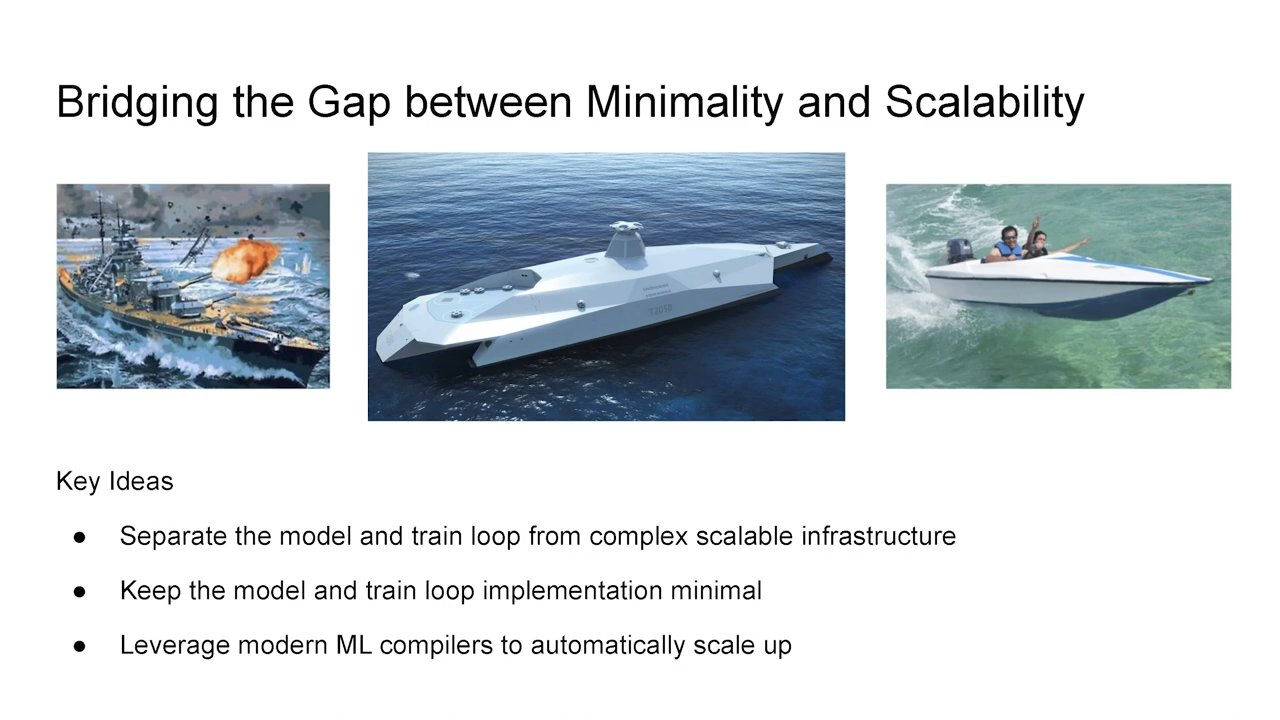 Bridging the Gap between Minimality and Scalability
T2050
Key Ideas
● Separate the model and train loop from complex scalable infrastructure
● Keep the model and train loop implementation minimal
● Leverage modern ML compilers to automatically scale up